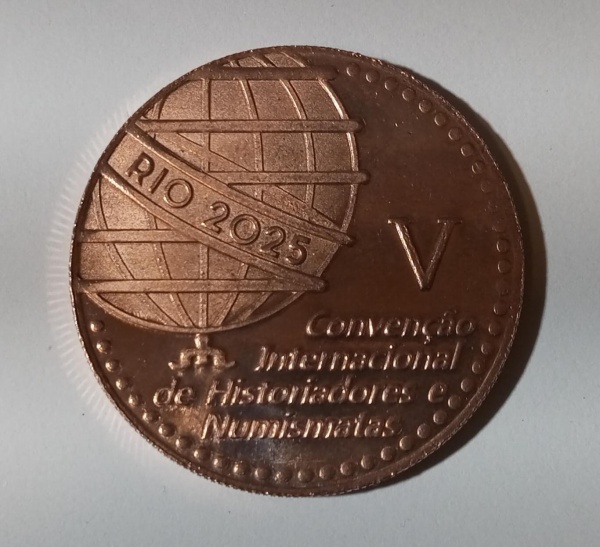 RIO 2025
V
Convenção
Internacional
de Historiadores e
Numismatas